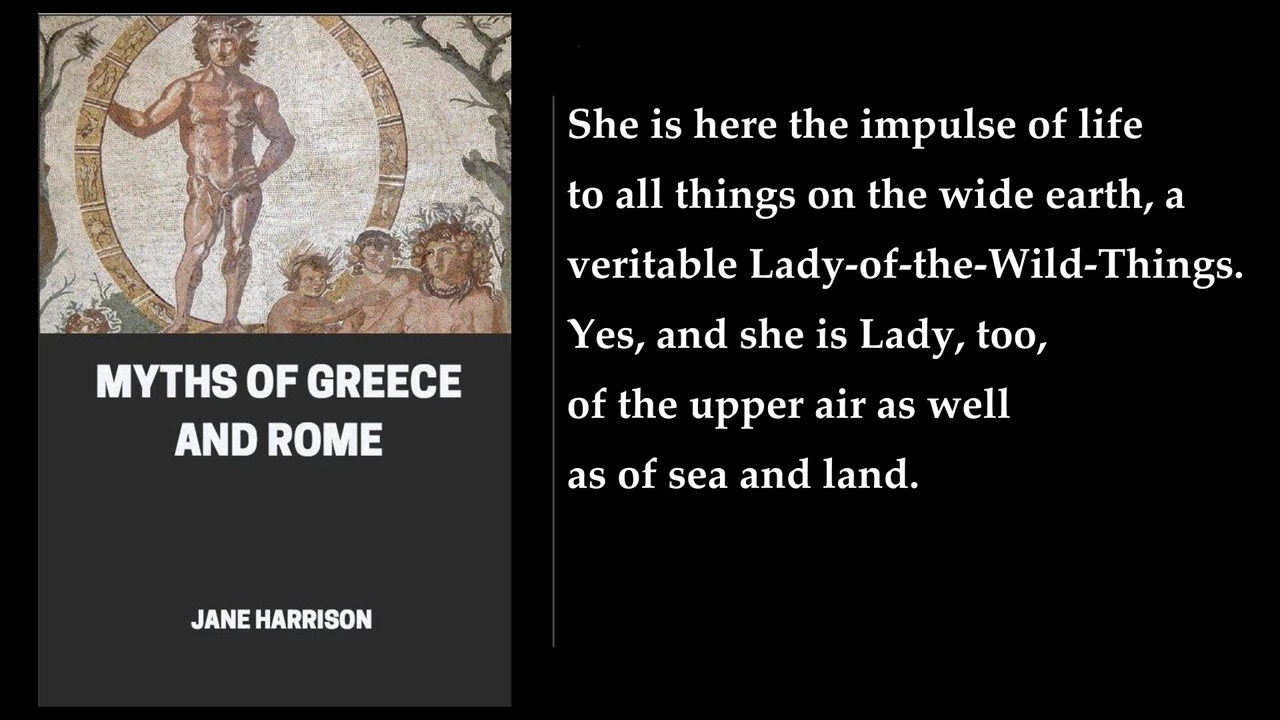 MYTHS OF GREECE
AND ROME
JANE HARRISON
She is here the impulse of life
to all things on the wide earth, a
veritable Lady-of-the-Wild-Things.
Yes, and she is Lady, too,
of the upper air as well
as of sea and land.